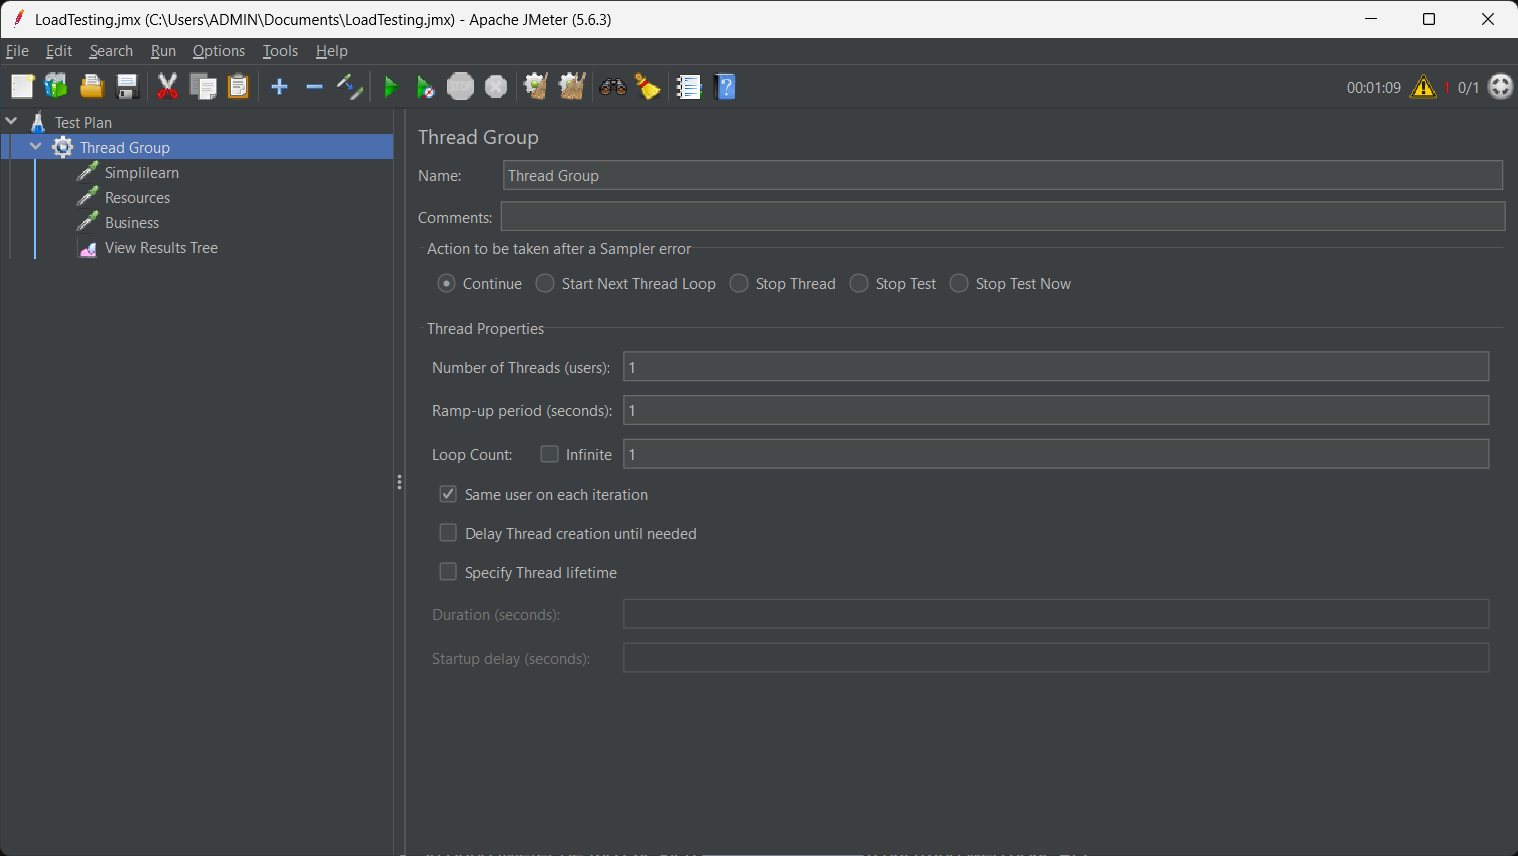 LoadTesting.jmx (C:\Users\ADMIN\Documents\LoadTesting.jmx) - Apache JMeter (5.6.3)
File Edit Search Run Options Tools Help
STOP
?
00:01:09 1 0/1
Test Plan
Thread Group
Simplilearn
Resources
Business
View Results Tree
Thread Group
Name: Thread Group
Comments:
Action to be taken after a Sampler error
Continue Start Next Thread Loop Stop Thread Stop Test Stop Test Now
Thread Properties
Number of Threads (users): 1
Ramp-up period (seconds): 1
Loop Count: Infinite 1
Same user on each iteration
Delay Thread creation until needed
Specify Thread lifetime
Duration (seconds):
Startup delay (seconds):